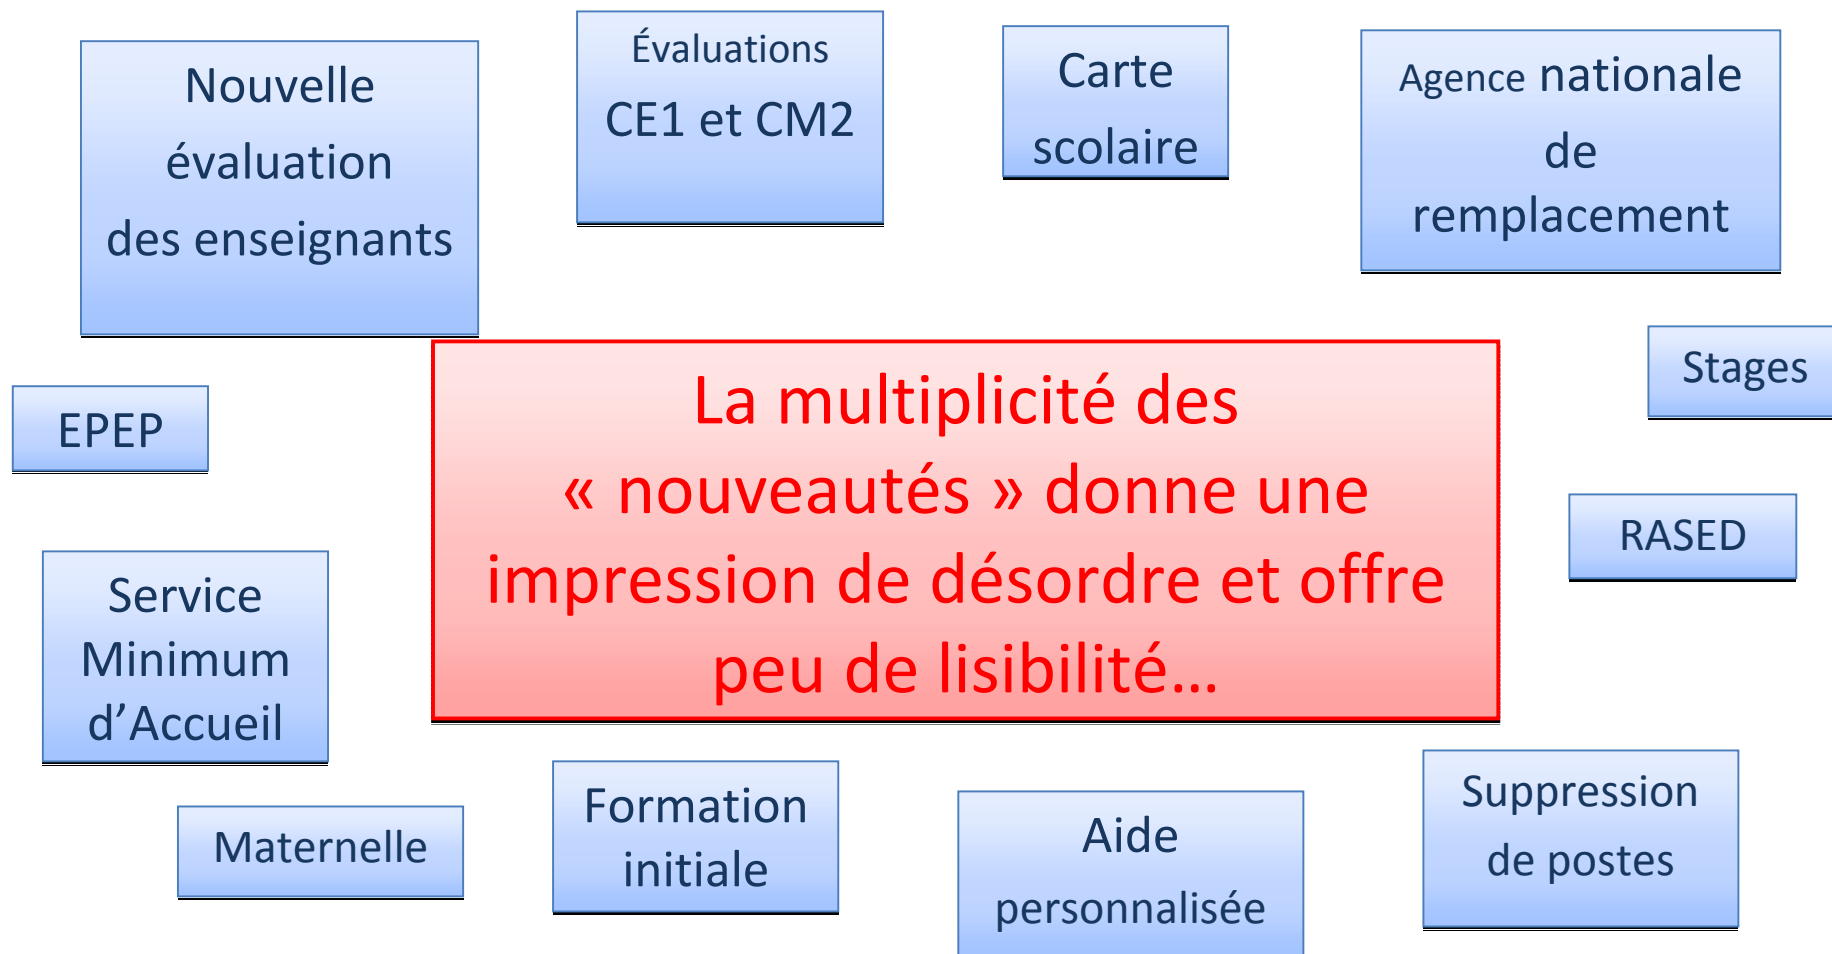 Nouvelle
évaluation
des enseignants
Évaluations
CE1 et CM2
Carte
scolaire
Agence nationale
de
remplacement
Stages
EPEP
La multiplicité des
« nouveautés » donne une
impression de désordre et offre
peu de lisibilité…
RASED
Service
Minimum
d’Accueil
Maternelle
Formation
initiale
Aide
personnalisée
Suppression
de postes